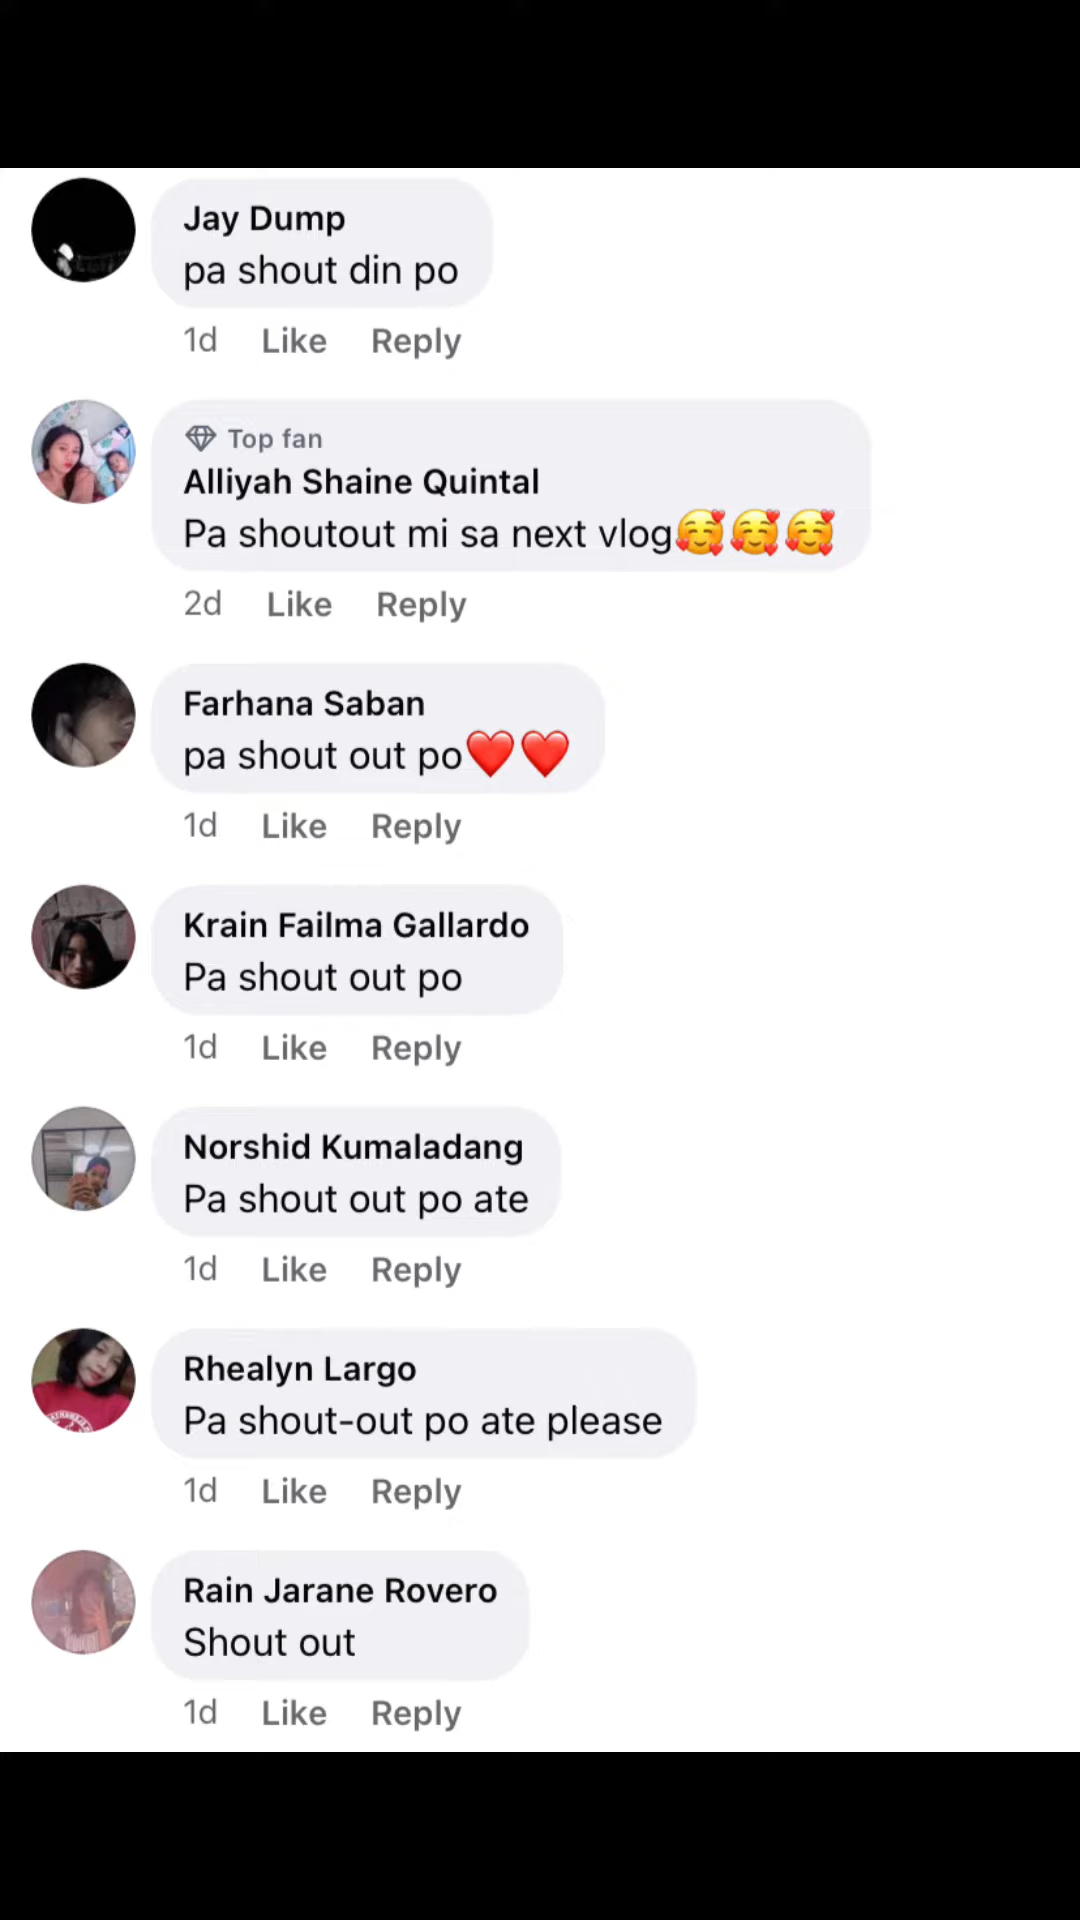 Jay Dump
pa shout din po
1d Like Reply
Top fan
Alliyah Shaine Quintal
Pa shoutout mi sa next vlog🥰🥰🥰
2d Like Reply
Farhana Saban
pa shout out po❤️❤️
1d Like Reply
Krain Failma Gallardo
Pa shout out po
1d Like Reply
Norshid Kumaladang
Pa shout out po ate
1d Like Reply
Rhealyn Largo
Pa shout-out po ate please
1d Like Reply
Rain Jarane Rovero
Shout out
1d Like Reply